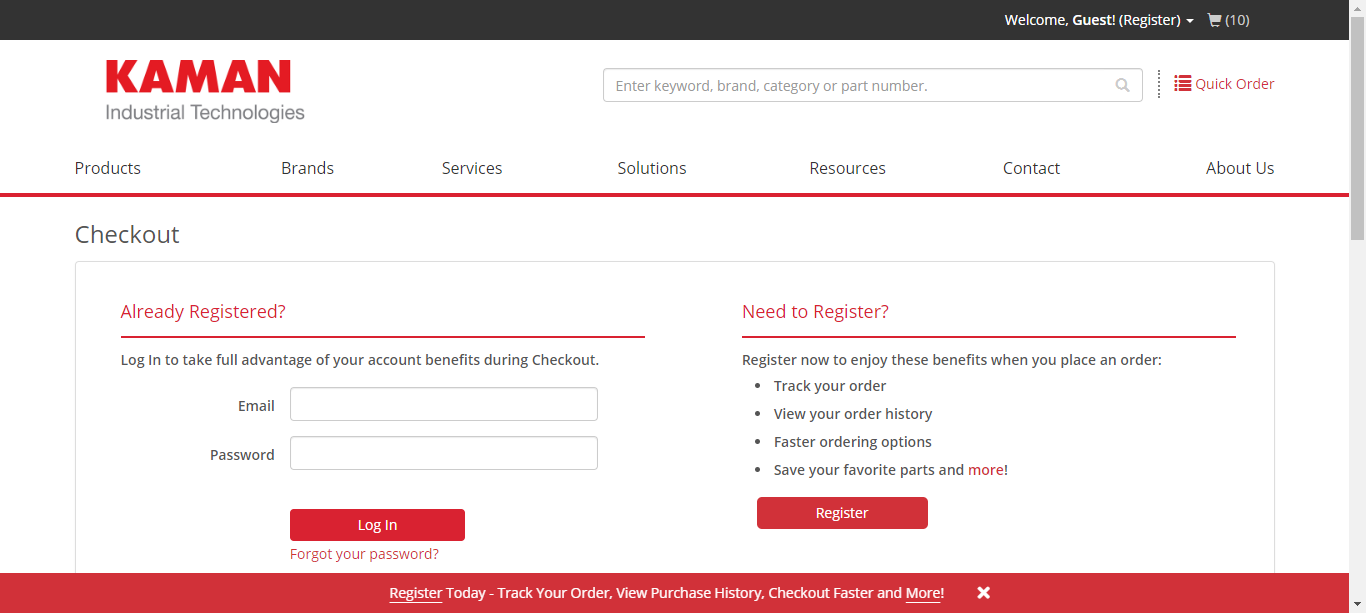 Welcome, Guest! (Register) (10)
KAMAN
Industrial Technologies
Enter keyword, brand, category or part number.
Quick Order
Products Brands Services Solutions Resources Contact About Us
Checkout
Already Registered?
Log In to take full advantage of your account benefits during Checkout.
Email
Password
Log In
Forgot your password?
Need to Register?
Register now to enjoy these benefits when you place an order:
• Track your order
• View your order history
• Faster ordering options
• Save your favorite parts and more!
Register
Register Today - Track Your Order, View Purchase History, Checkout Faster and More!